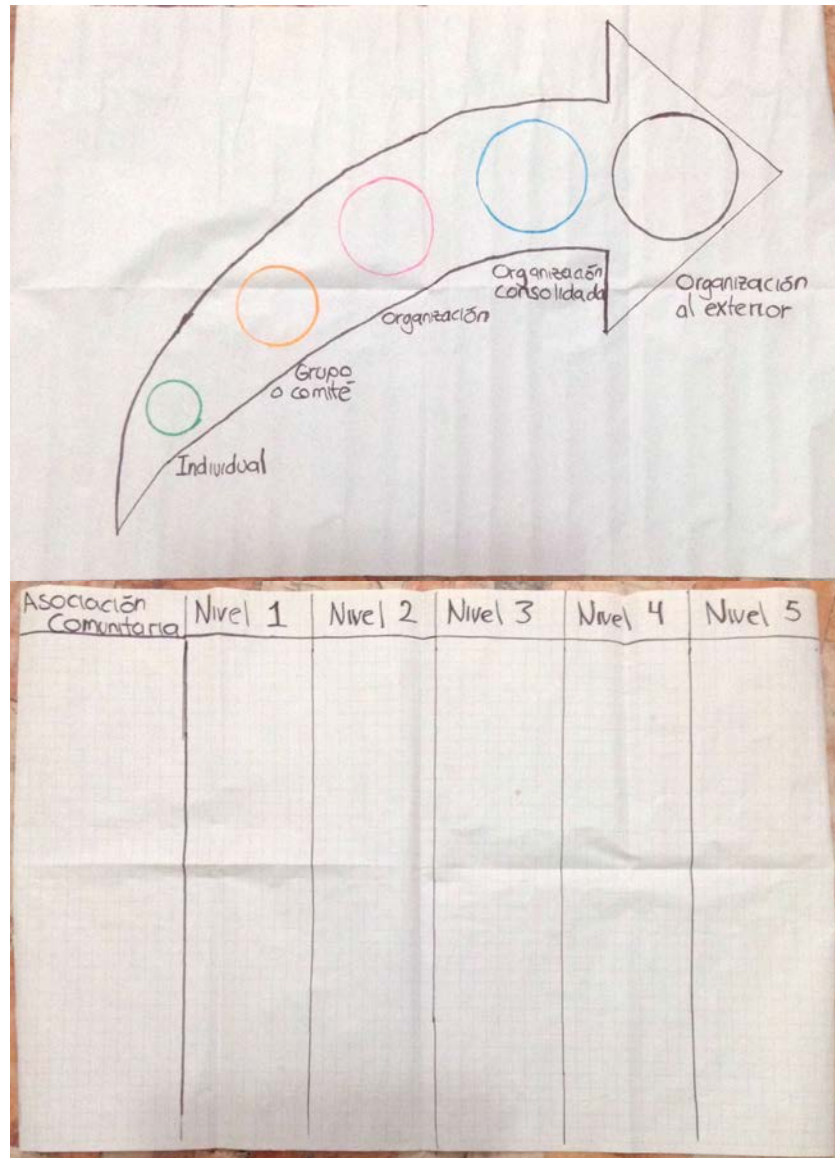 Individual
Grupo
o comité
Organización
Organización
consolidada
Organización
al exterior
Asociación
Comunitaria
Nivel 1
Nivel 2
Nivel 3
Nivel 4
Nivel 5